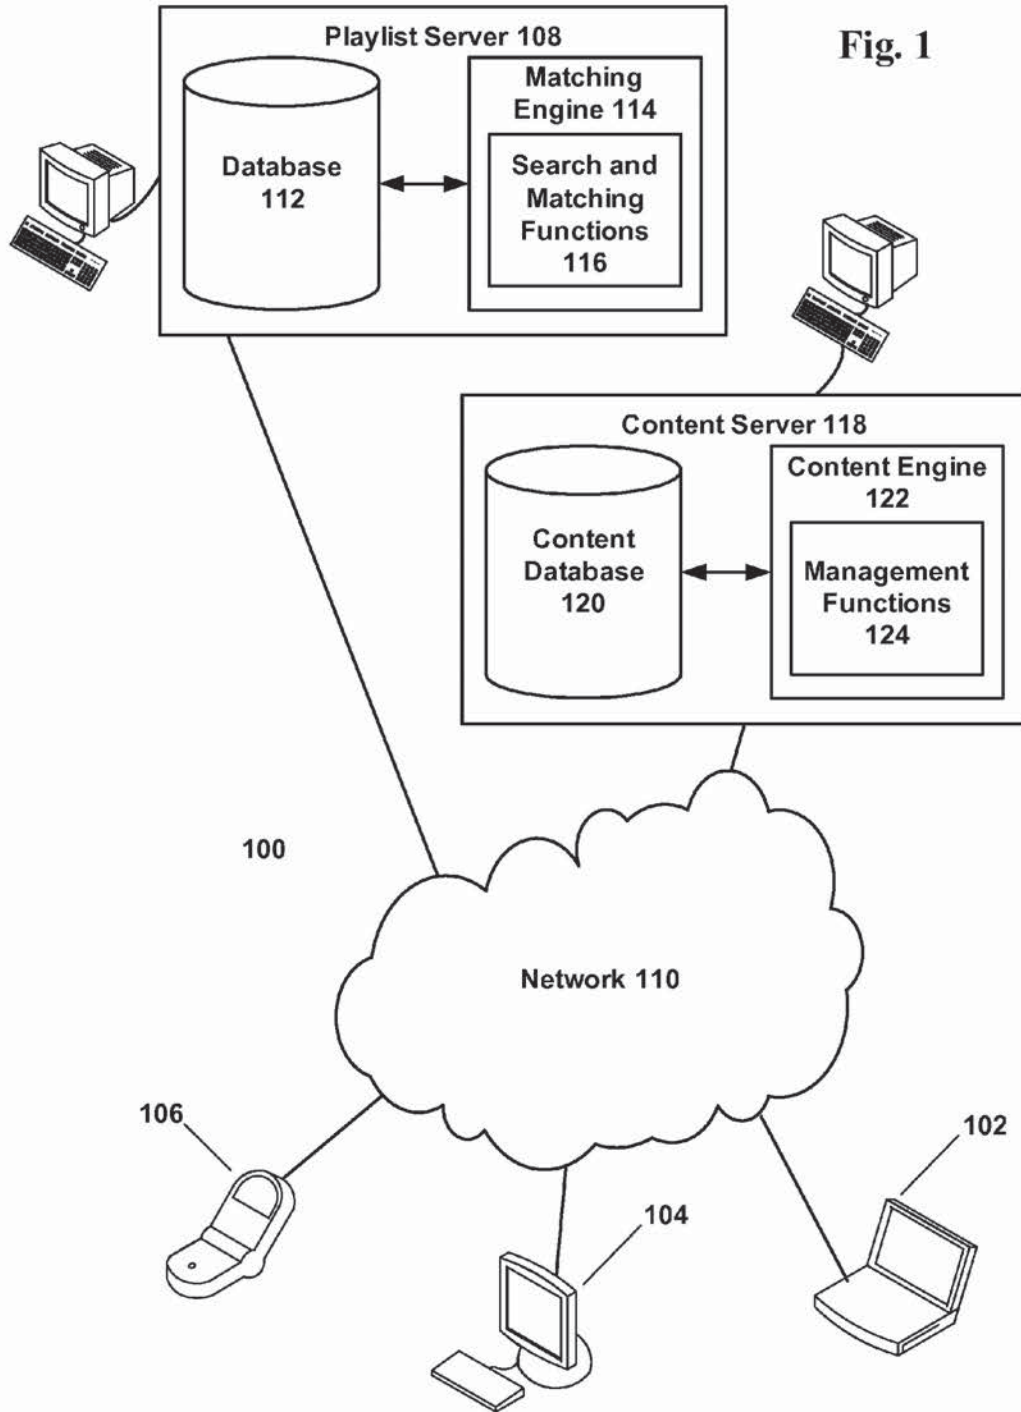 Fig. 1
Playlist Server 108
Database
112
Matching
Engine 114
Search and
Matching
Functions
116
Content Server 118
Content
Database
120
Content Engine
122
Management
Functions
124
100
Network 110
106
104
102